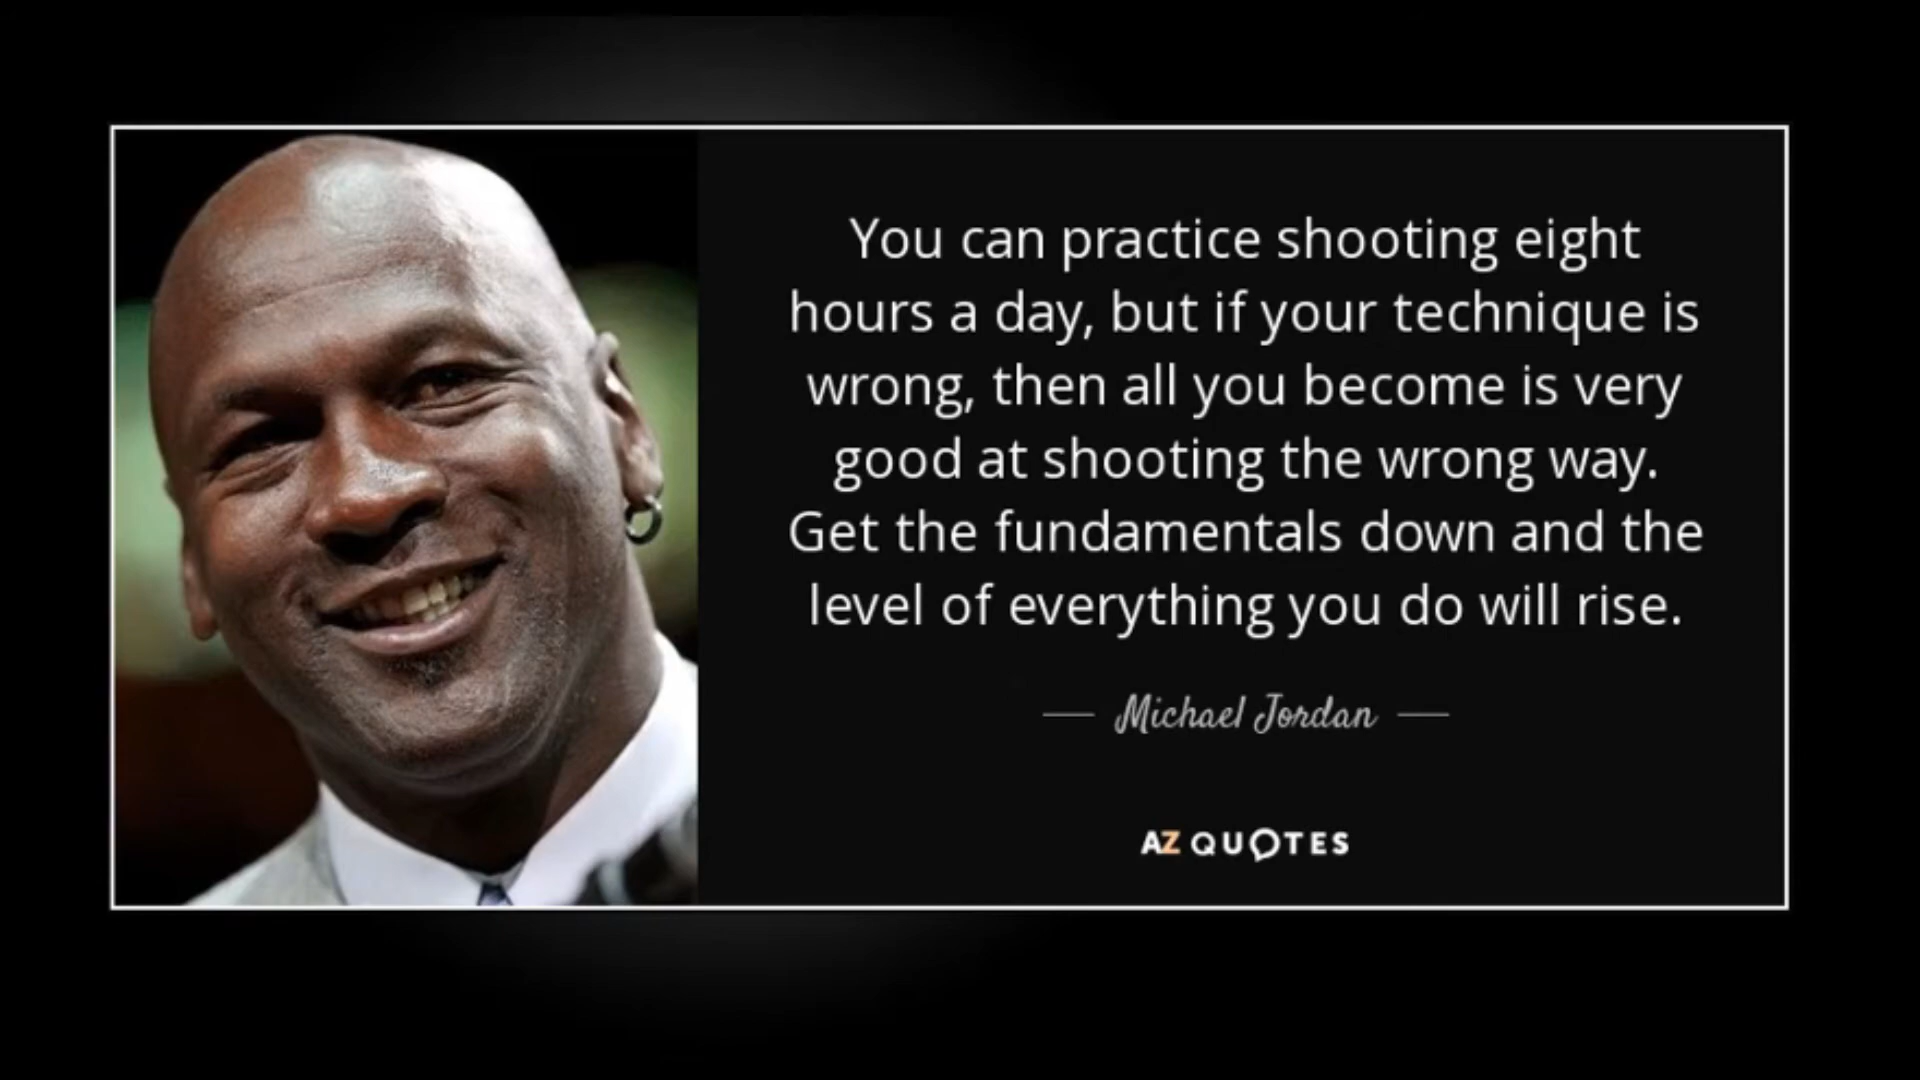 You can practice shooting eight
hours a day, but if your technique is
wrong, then all you become is very
good at shooting the wrong way.
Get the fundamentals down and the
level of everything you do will rise.
— Michael Jordan —
AZ QUOTES